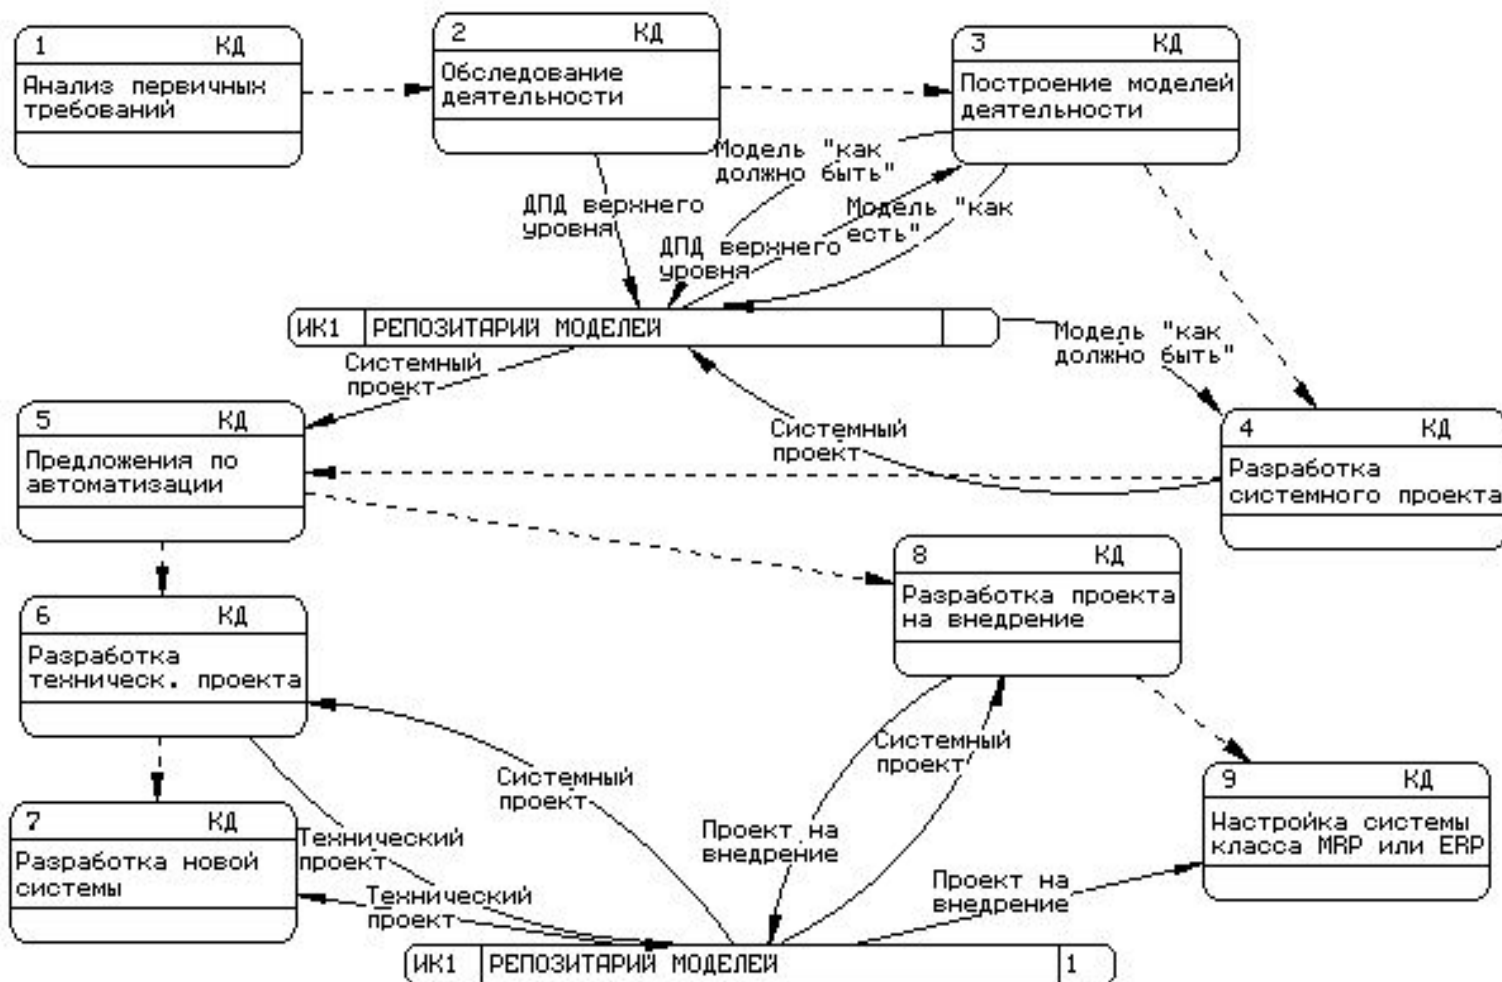 1 КД
Анализ первичных
требований
2 КД
Обследование
деятельности
3 КД
Построение моделей
деятельности
Модель "как
должно быть"
ДПД верхнего
уровня
Модель "как
есть"
ДПД верхнего
уровня
ИК1 РЕПОЗИТАРИЙ МОДЕЛЕЙ
Модель "как
должно быть"
Системный
проект
5 КД
Предложения по
автоматизации
Системный
проект
4 КД
Разработка
системного проекта
8 КД
Разработка проекта
на внедрение
6 КД
Разработка
техническ. проекта
Системный
проект
Системный
проект
9 КД
Настройка системы
класса MRP или ERP
7 КД
Разработка новой
системы
Технический
проект
Проект на
внедрение
Технический
проект
Проект на
внедрение
ИК1 РЕПОЗИТАРИЙ МОДЕЛЕЙ 1